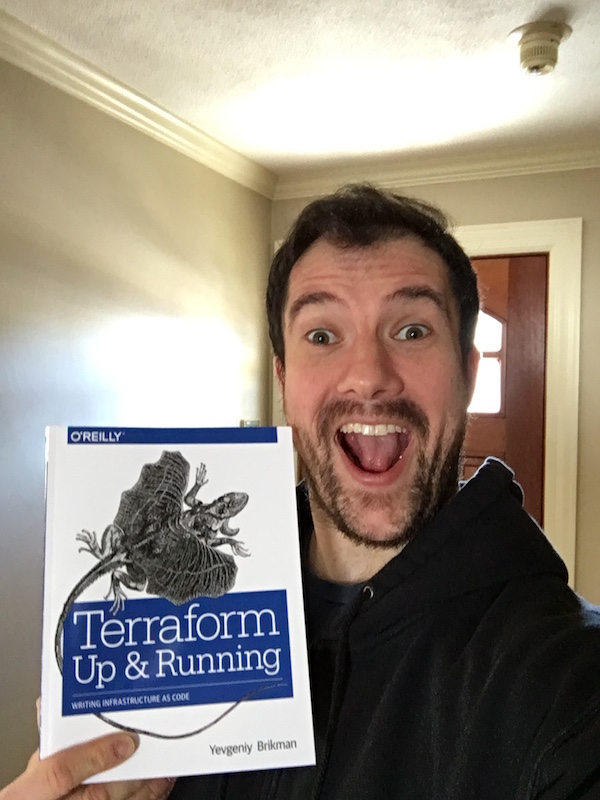 O'REILLY®
Terraform
Up & Running
WRITING INFRASTRUCTURE AS CODE
Yevgeniy Brikman